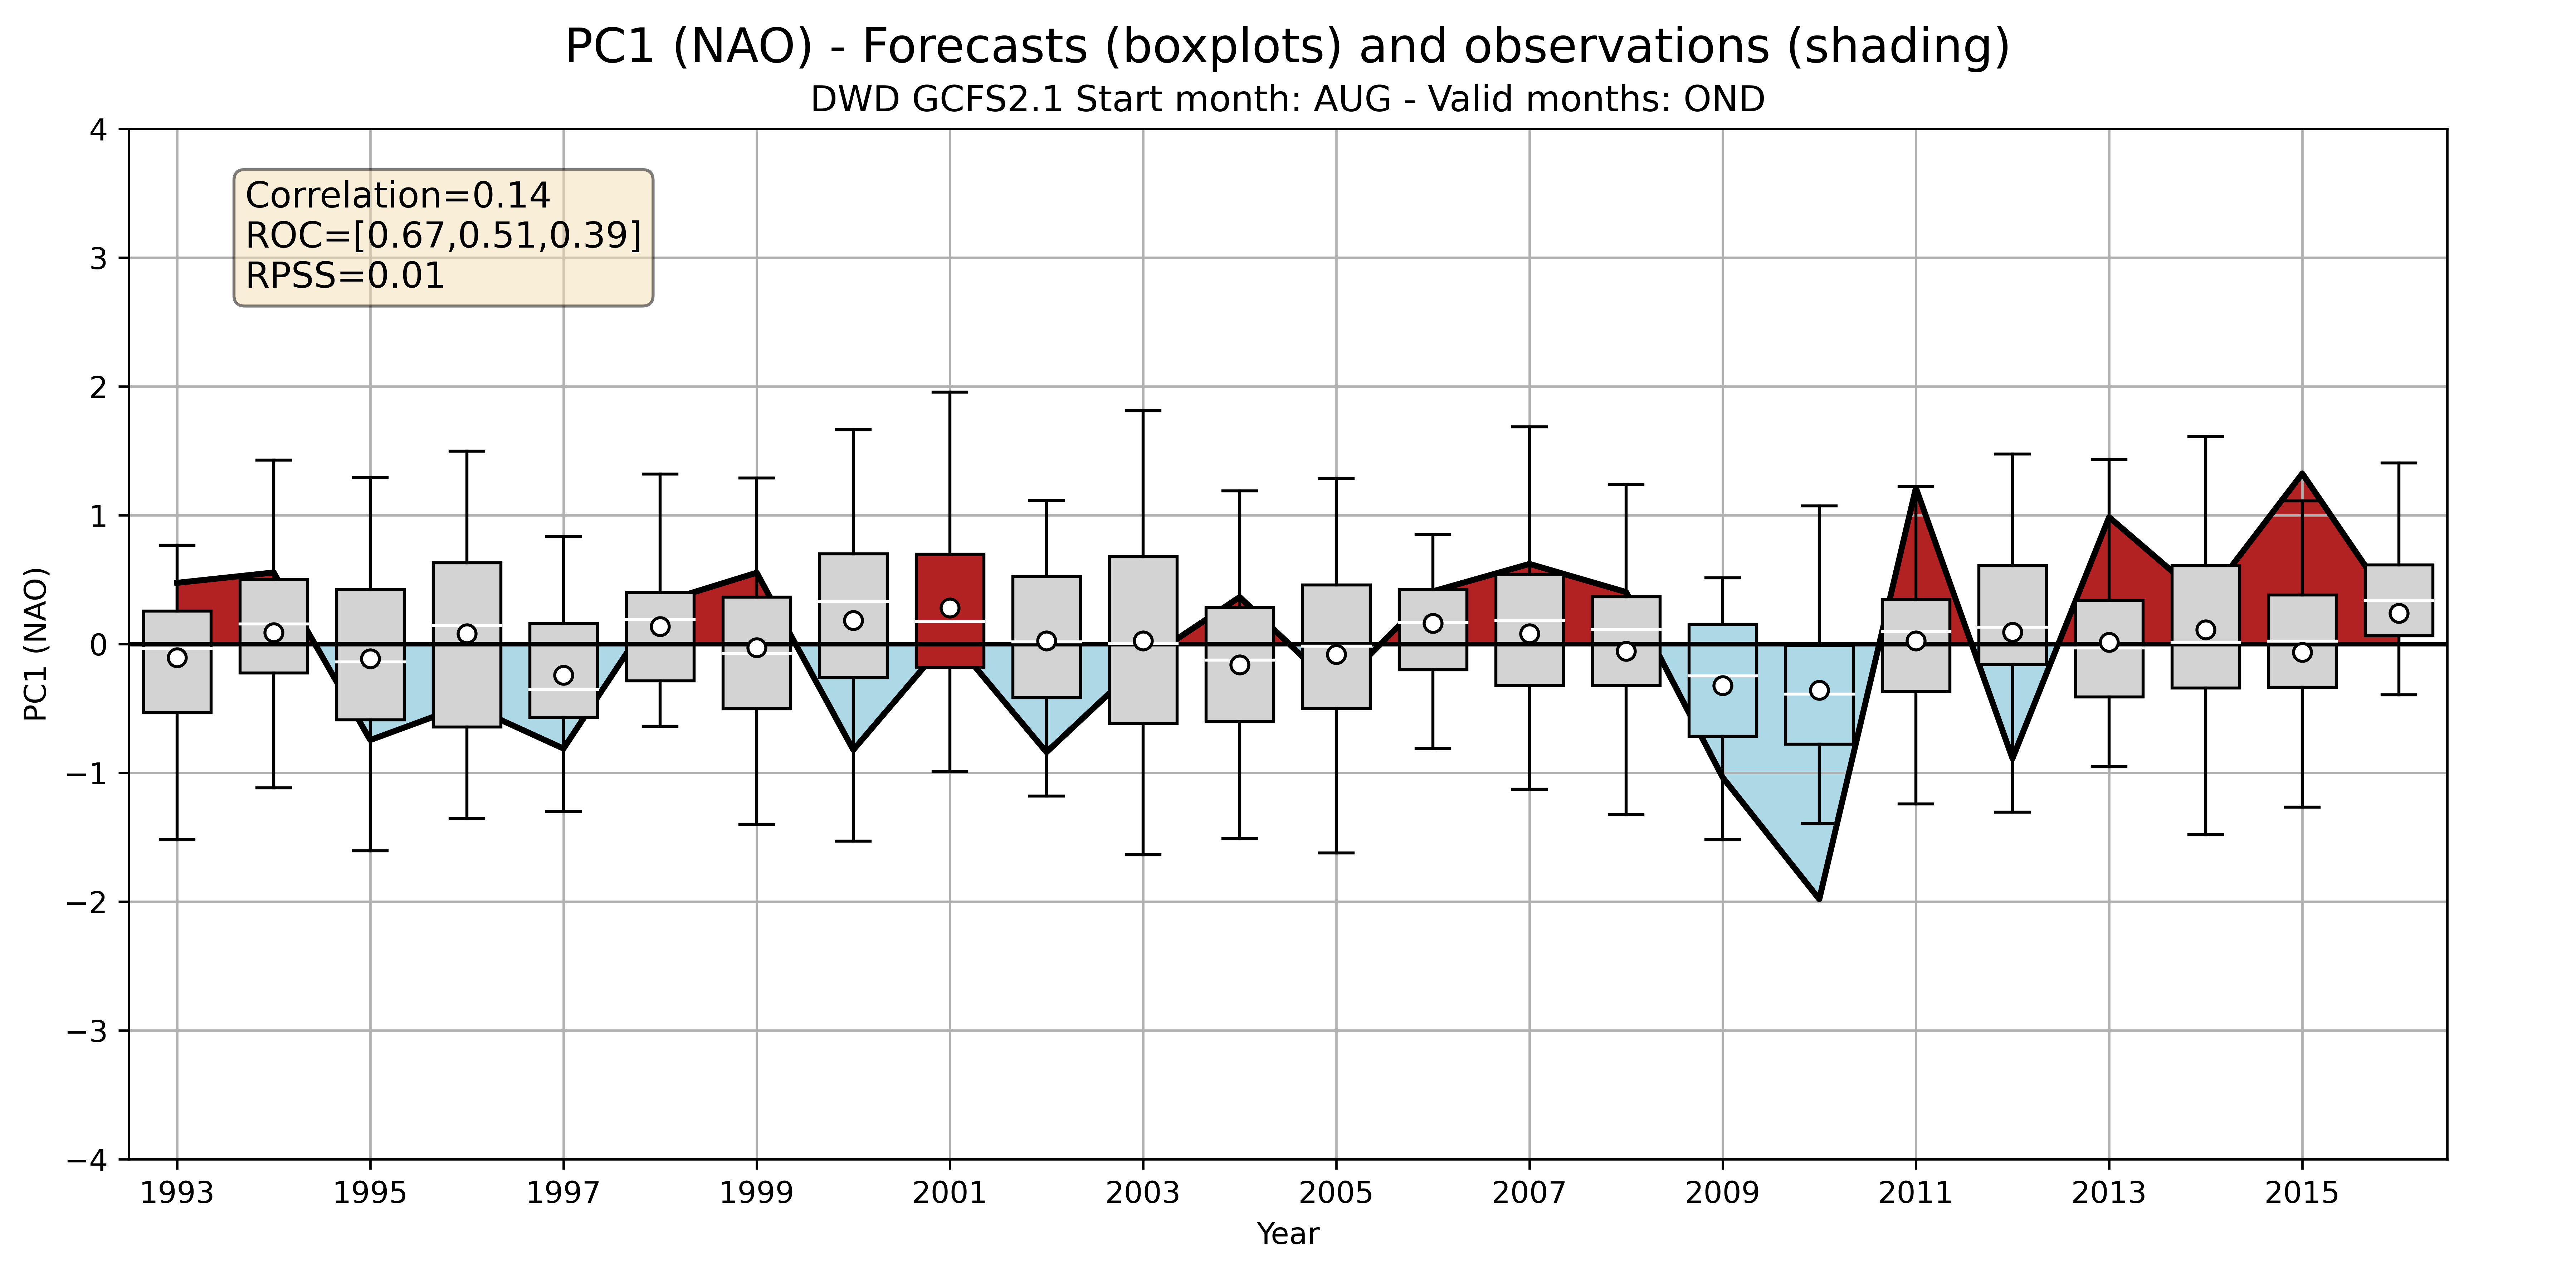 PC1 (NAO) - Forecasts (boxplots) and observations (shading)
DWD GCFS2.1 Start month: AUG - Valid months: OND
Correlation=0.14
ROC=[0.67,0.51,0.39]
RPSS=0.01
PC1 (NAO)
4
3
2
1
0
−1
−2
−3
−4
1993 1995 1997 1999 2001 2003 2005 2007 2009 2011 2013 2015
Year